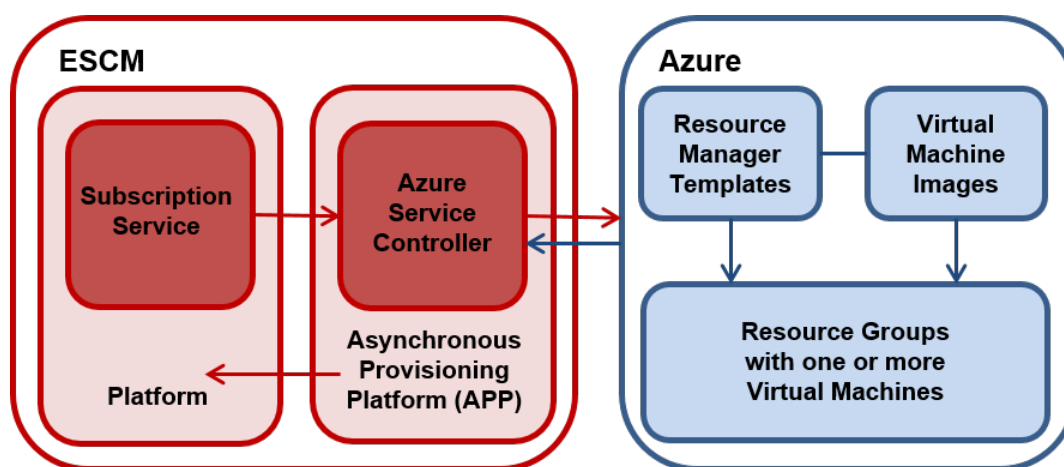 ESCM
Subscription
Service
Platform
Azure
Service
Controller
Asynchronous
Provisioning
Platform (APP)
Azure
Resource
Manager
Templates
Virtual
Machine
Images
Resource Groups
with one or more
Virtual Machines